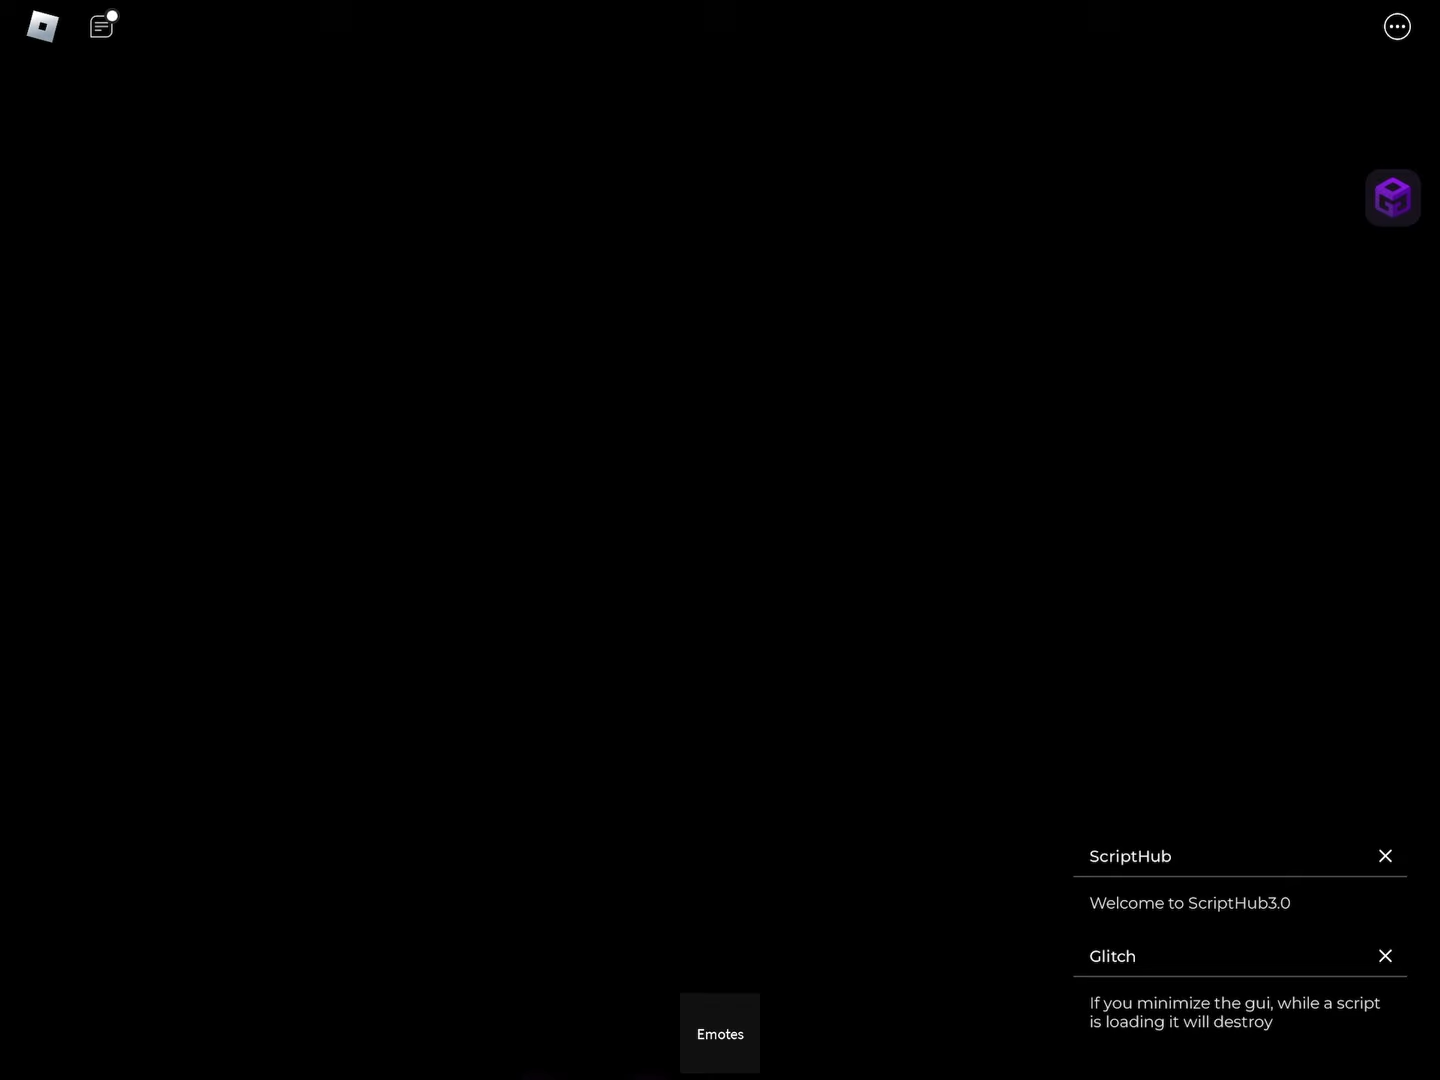 ScriptHub
Welcome to ScriptHub3.0
Glitch
If you minimize the gui, while a script
is loading it will destroy
Emotes